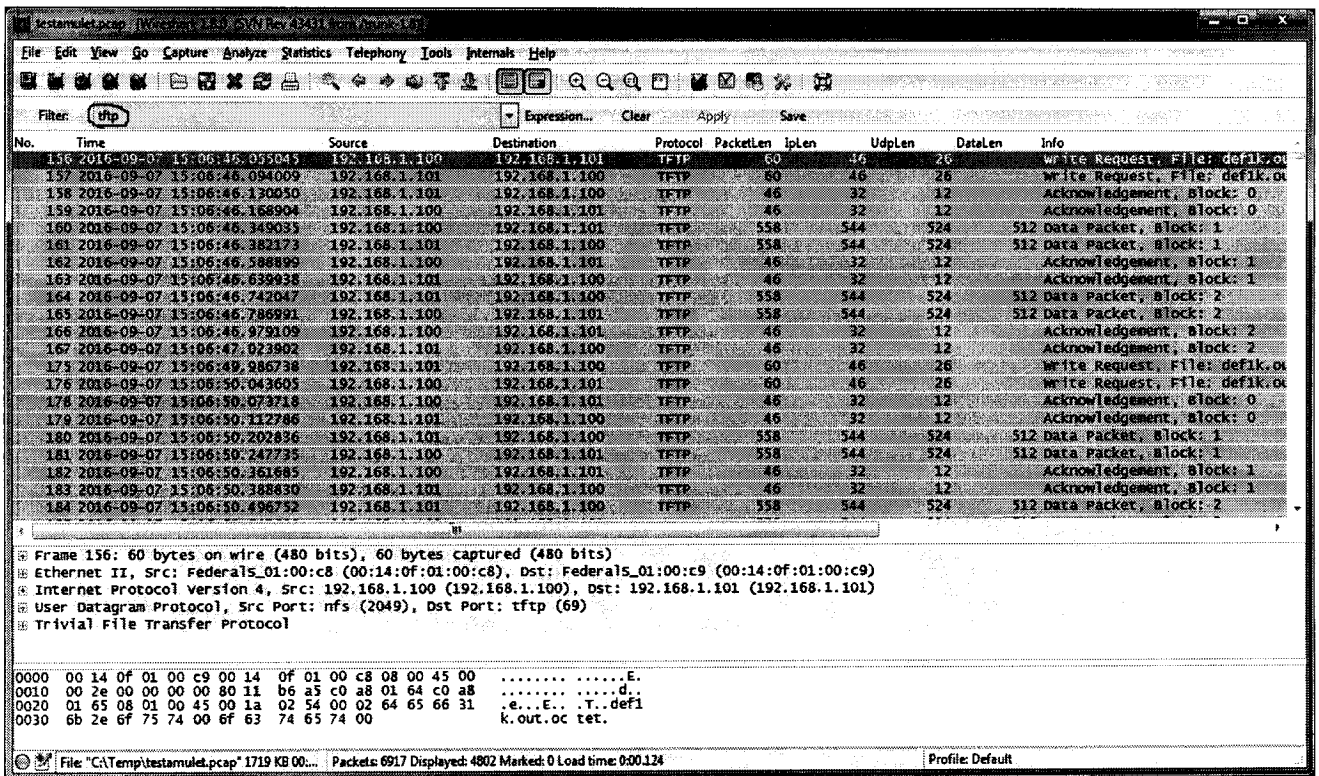 testamulet.pcap [Wireshark 1.8.0 (SVN Rev 43431 from /trunk-1.8)]
File Edit View Go Capture Analyze Statistics Telephony Tools Internals Help
Filter: tftp Expression... Clear Apply Save
No. Time Source Destination Protocol PacketLen IpLen UdpLen DataLen Info
156 2016-09-07 15:06:46.055045 192.168.1.100 192.168.1.101 TFTP 60 46 26 Write Request, File: def1k.ou
157 2016-09-07 15:06:46.094009 192.168.1.101 192.168.1.100 TFTP 60 46 26 Write Request, File: def1k.ou
158 2016-09-07 15:06:46.130050 192.168.1.100 192.168.1.101 TFTP 46 32 12 Acknowledgement, Block: 0
159 2016-09-07 15:06:46.168904 192.168.1.100 192.168.1.101 TFTP 46 32 12 Acknowledgement, Block: 0
160 2016-09-07 15:06:46.349035 192.168.1.100 192.168.1.101 TFTP 558 544 524 512 Data Packet, Block: 1
161 2016-09-07 15:06:46.382173 192.168.1.101 192.168.1.100 TFTP 558 544 524 512 Data Packet, Block: 1
162 2016-09-07 15:06:46.588899 192.168.1.100 192.168.1.101 TFTP 46 32 12 Acknowledgement, Block: 1
163 2016-09-07 15:06:46.639938 192.168.1.101 192.168.1.100 TFTP 46 32 12 Acknowledgement, Block: 1
164 2016-09-07 15:06:46.742047 192.168.1.101 192.168.1.100 TFTP 558 544 524 512 Data Packet, Block: 2
165 2016-09-07 15:06:46.786991 192.168.1.101 192.168.1.100 TFTP 558 544 524 512 Data Packet, Block: 2
166 2016-09-07 15:06:46.979109 192.168.1.100 192.168.1.101 TFTP 46 32 12 Acknowledgement, Block: 2
167 2016-09-07 15:06:47.023902 192.168.1.101 192.168.1.100 TFTP 46 32 12 Acknowledgement, Block: 2
175 2016-09-07 15:06:49.986738 192.168.1.101 192.168.1.100 TFTP 60 46 26 Write Request, File: def1k.ou
176 2016-09-07 15:06:50.043605 192.168.1.100 192.168.1.101 TFTP 60 46 26 Write Request, File: def1k.ou
178 2016-09-07 15:06:50.073718 192.168.1.100 192.168.1.101 TFTP 46 32 12 Acknowledgement, Block: 0
179 2016-09-07 15:06:50.112786 192.168.1.101 192.168.1.100 TFTP 46 32 12 Acknowledgement, Block: 0
180 2016-09-07 15:06:50.202836 192.168.1.101 192.168.1.100 TFTP 558 544 524 512 Data Packet, Block: 1
181 2016-09-07 15:06:50.247735 192.168.1.100 192.168.1.101 TFTP 558 544 524 512 Data Packet, Block: 1
182 2016-09-07 15:06:50.361685 192.168.1.100 192.168.1.101 TFTP 46 32 12 Acknowledgement, Block: 1
183 2016-09-07 15:06:50.388830 192.168.1.101 192.168.1.100 TFTP 46 32 12 Acknowledgement, Block: 1
184 2016-09-07 15:06:50.496752 192.168.1.101 192.168.1.100 TFTP 558 544 524 512 Data Packet, Block: 2
Frame 156: 60 bytes on wire (480 bits), 60 bytes captured (480 bits)
Ethernet II, Src: FederalS_01:00:c8 (00:14:0f:01:00:c8), Dst: FederalS_01:00:c9 (00:14:0f:01:00:c9)
Internet Protocol Version 4, Src: 192.168.1.100 (192.168.1.100), Dst: 192.168.1.101 (192.168.1.101)
User Datagram Protocol, Src Port: nfs (2049), Dst Port: tftp (69)
Trivial File Transfer Protocol
0000 00 14 0f 01 00 c9 00 14 0f 01 00 c8 08 00 45 00 ........ ......E.
0010 00 2e 00 00 00 00 80 11 b6 a5 c0 a8 01 64 c0 a8 ........ .....d..
0020 01 65 08 01 00 45 00 1a 02 54 00 02 64 65 66 31 .e...E.. .T..def1
0030 6b 2e 6f 75 74 00 6f 63 74 65 74 00 k.out.oc tet.
File: "C:\Temp\testamulet.pcap" 1719 KB 00:... Packets: 6917 Displayed: 4802 Marked: 0 Load time: 0:00.124 Profile: Default